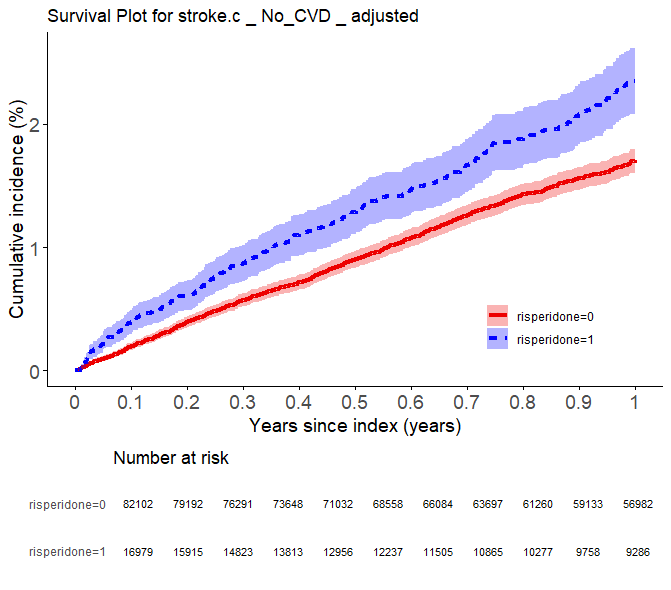 Survival Plot for stroke.c _ No_CVD _ adjusted
Cumulative incidence (%)
2
1
0
risperidone=0
risperidone=1
0 0.1 0.2 0.3 0.4 0.5 0.6 0.7 0.8 0.9 1
Years since index (years)
Number at risk
risperidone=0 82102 79192 76291 73648 71032 68558 66084 63697 61260 59133 56982
risperidone=1 16979 15915 14823 13813 12956 12237 11505 10865 10277 9758 9286